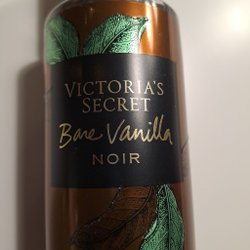 VICTORIA'S
SECRET
Bare Vanilla
NOIR